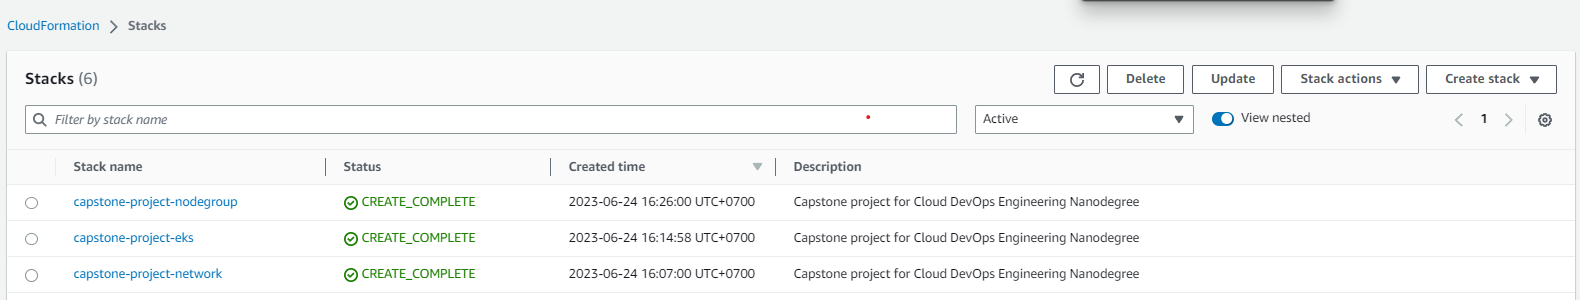 CloudFormation > Stacks
Stacks (6)
Delete
Update
Stack actions
Create stack
Filter by stack name
Active
View nested
1
Stack name Status Created time Description
capstone-project-nodegroup CREATE_COMPLETE 2023-06-24 16:26:00 UTC+0700 Capstone project for Cloud DevOps Engineering Nanodegree
capstone-project-eks CREATE_COMPLETE 2023-06-24 16:14:58 UTC+0700 Capstone project for Cloud DevOps Engineering Nanodegree
capstone-project-network CREATE_COMPLETE 2023-06-24 16:07:00 UTC+0700 Capstone project for Cloud DevOps Engineering Nanodegree